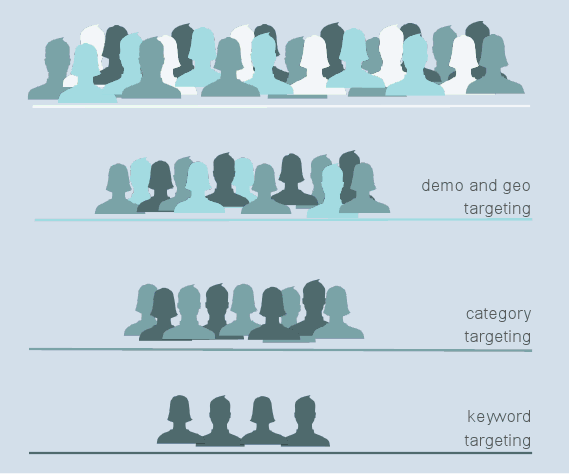 demo and geo
targeting
category
targeting
keyword
targeting